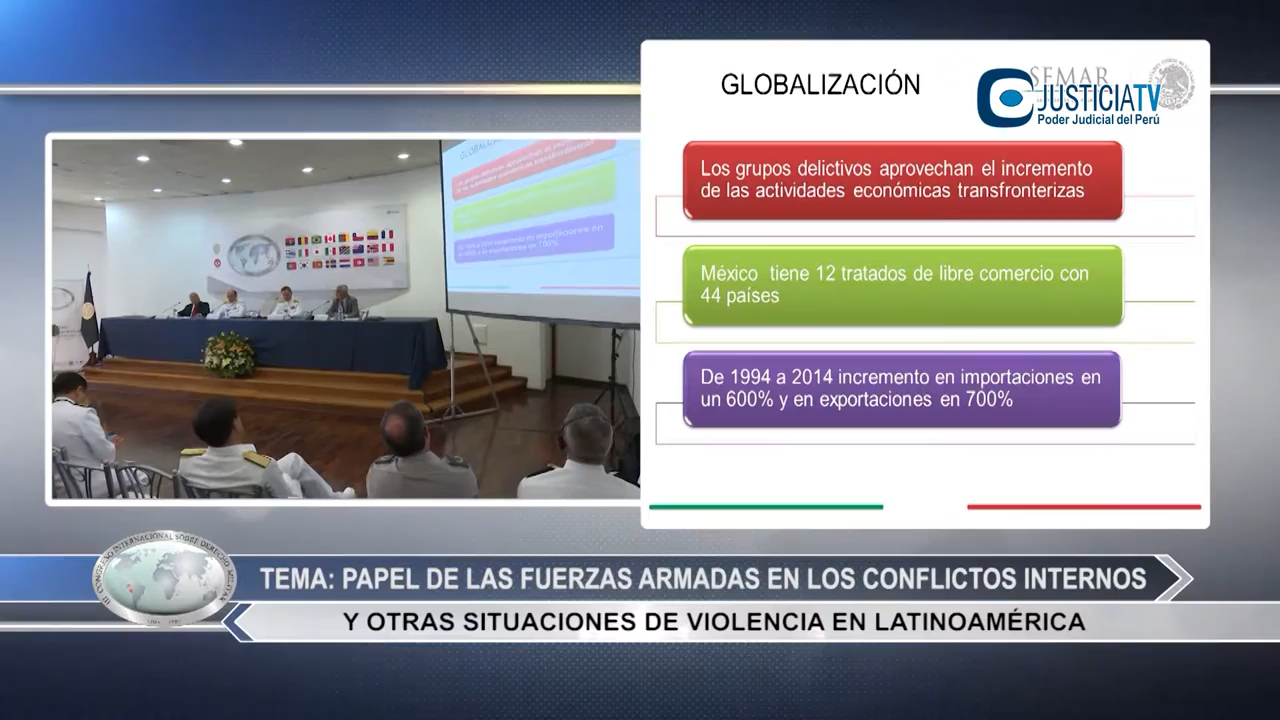 GLOBALIZACIÓN
SEMAR
JUSTICIATV
Poder Judicial del Perú
Los grupos delictivos aprovechan el incremento
de las actividades económicas transfronterizas
México tiene 12 tratados de libre comercio con
44 países
De 1994 a 2014 incremento en importaciones en
un 600% y en exportaciones en 700%
TEMA: PAPEL DE LAS FUERZAS ARMADAS EN LOS CONFLICTOS INTERNOS
Y OTRAS SITUACIONES DE VIOLENCIA EN LATINOAMÉRICA